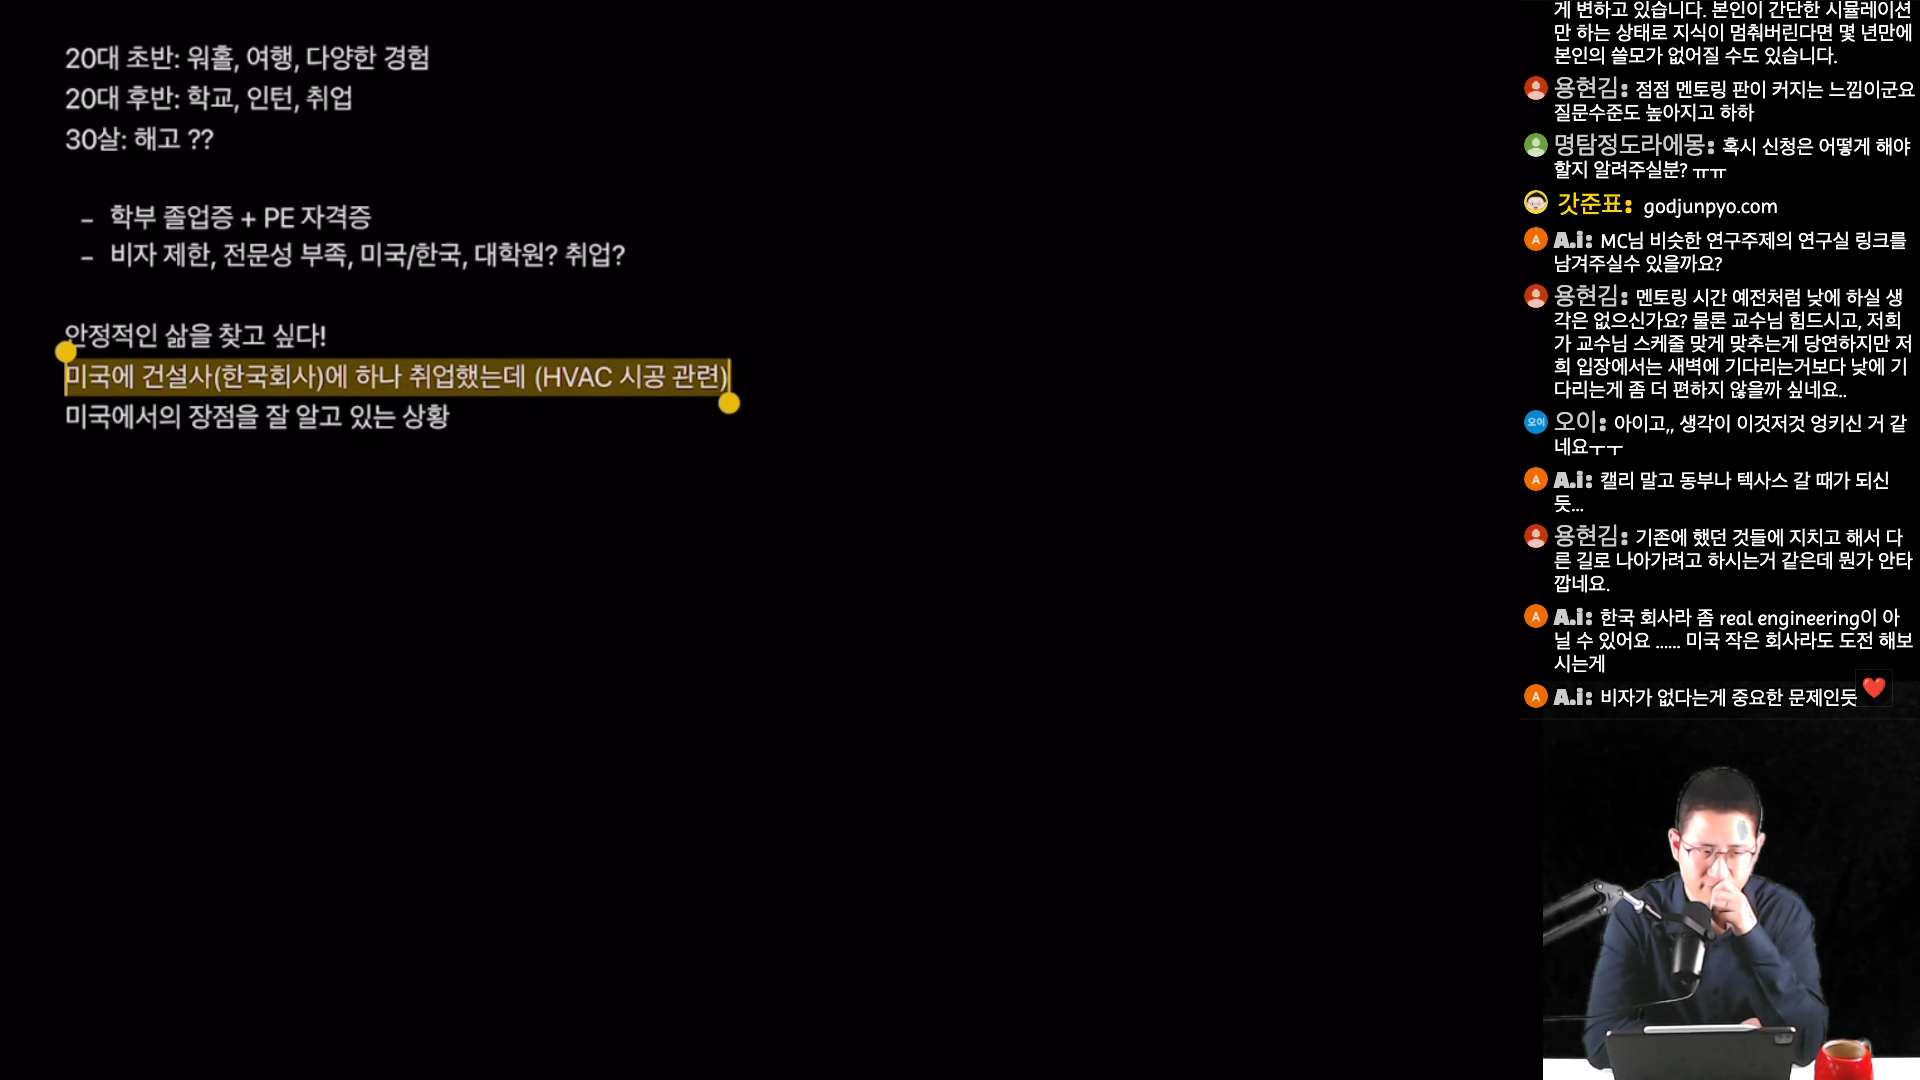 20대 초반: 워홀, 여행, 다양한 경험
20대 후반: 학교, 인턴, 취업
30살: 해고 ??
– 학부 졸업증 + PE 자격증
– 비자 제한, 전문성 부족, 미국/한국, 대학원? 취업?
안정적인 삶을 찾고 싶다!
미국에 건설사(한국회사)에 하나 취업했는데 (HVAC 시공 관련)
미국에서의 장점을 잘 알고 있는 상황
게 변하고 있습니다. 본인이 간단한 시뮬레이션
만 하는 상태로 지식이 멈춰버린다면 몇 년만에
본인의 쓸모가 없어질 수도 있습니다.
용현김: 점점 멘토링 판이 커지는 느낌이군요
질문수준도 높아지고 하하
명탐정도라에몽: 혹시 신청은 어떻게 해야
할지 알려주실분? ㅠㅠ
갓준표: godjunpyo.com
A A.i: MC님 비슷한 연구주제의 연구실 링크를
남겨주실수 있을까요?
용현김: 멘토링 시간 예전처럼 낮에 하실 생
각은 없으신가요? 물론 교수님 힘드시고, 저희
가 교수님 스케줄 맞게 맞추는게 당연하지만 저
희 입장에서는 새벽에 기다리는거보다 낮에 기
다리는게 좀 더 편하지 않을까 싶네요..
오이 오이: 아이고,, 생각이 이것저것 엉키신 거 같
네요ㅜㅜ
A A.i: 캘리 말고 동부나 텍사스 갈 때가 되신
듯...
용현김: 기존에 했던 것들에 지치고 해서 다
른 길로 나아가려고 하시는거 같은데 뭔가 안타
깝네요.
A A.i: 한국 회사라 좀 real engineering이 아
닐 수 있어요 ...... 미국 작은 회사라도 도전 해보
시는게
A A.i: 비자가 없다는게 중요한 문제인듯